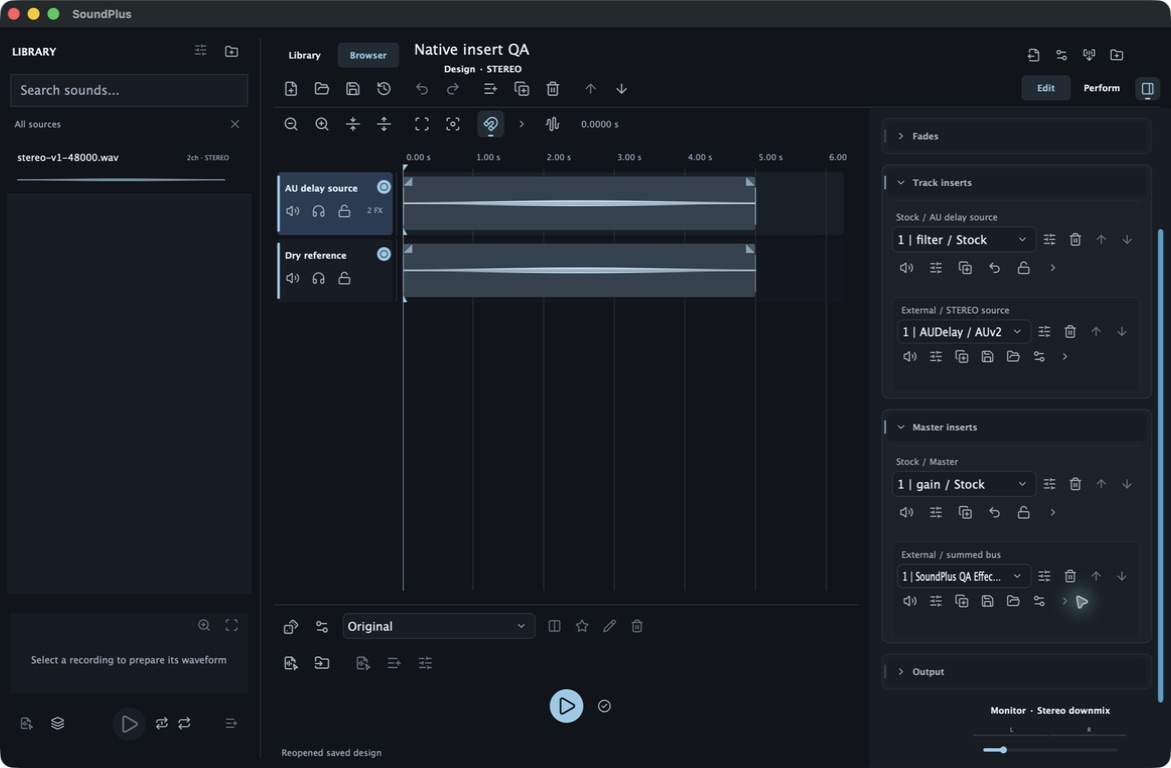 SoundPlus
LIBRARY
Search sounds...
All sources
stereo-v1-48000.wav
2ch · STEREO
Select a recording to prepare its waveform
Library
Browser
Native insert QA
Design · STEREO
Edit
Perform
0.0000 s
0.00 s
1.00 s
2.00 s
3.00 s
4.00 s
5.00 s
6.00
AU delay source
2 FX
Dry reference
Original
Reopened saved design
Fades
Track inserts
Stock / AU delay source
1 | filter / Stock
External / STEREO source
1 | AUDelay / AUv2
Master inserts
Stock / Master
1 | gain / Stock
External / summed bus
1 | SoundPlus QA Effec...
Output
Monitor · Stereo downmix
L
R